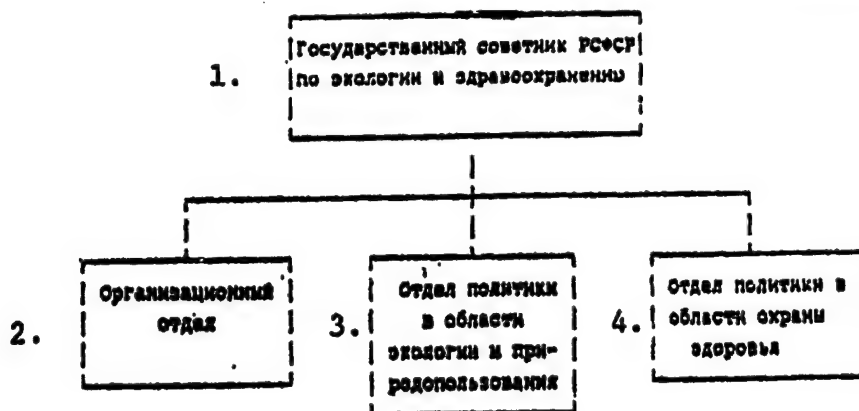 1.
Государственный советник РСФСР
по экологии и здравоохранению
2.
Организационный
отдел
3.
Отдел политики
в области
экологии и при-
родопользования
4.
Отдел политики в
области охраны
здоровья